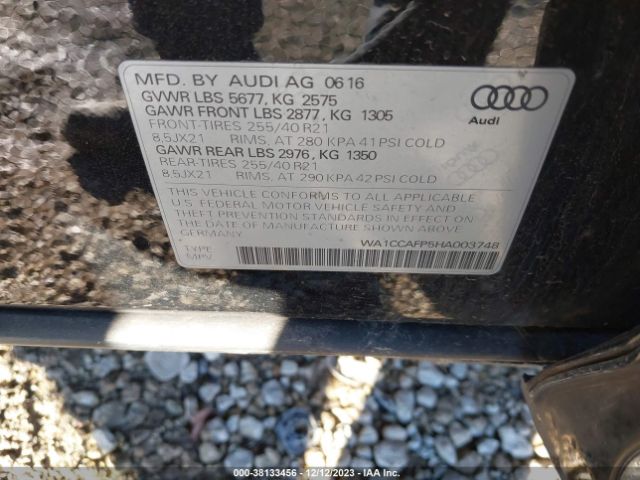 MFD. BY AUDI AG 0616
GVWR LBS 5677, KG 2575
GAWR FRONT LBS 2877, KG 1305
FRONT-TIRES 255/40 R21
8,5JX21 RIMS, AT 280 KPA 41 PSI COLD
GAWR REAR LBS 2976, KG 1350
REAR-TIRES 255/40 R21
8,5JX21 RIMS, AT 290 KPA 42 PSI COLD
THIS VEHICLE CONFORMS TO ALL APPLICABLE
U.S. FEDERAL MOTOR VEHICLE SAFETY AND
THEFT PREVENTION STANDARDS IN EFFECT ON
THE DATE OF MANUFACTURE SHOWN ABOVE
GERMANY
TYPE:
MPV
Audi
WA1CCAFP5HA003748
000-38133456 • 12/12/2023 • IAA Inc.